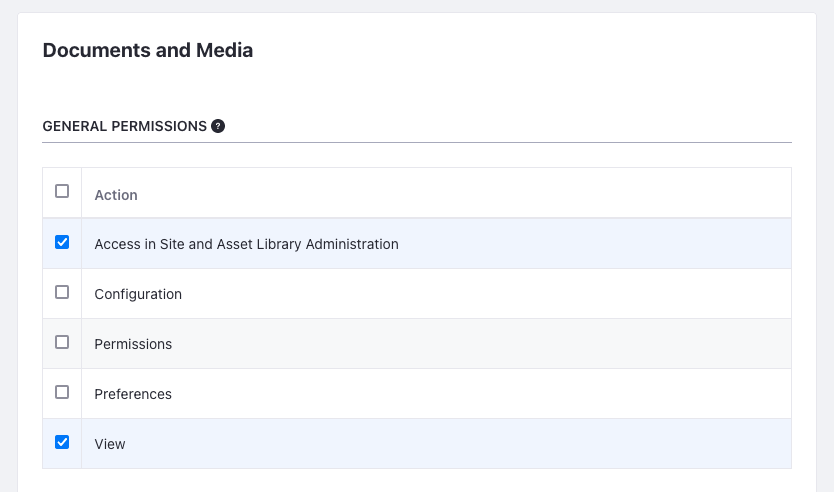 Documents and Media
GENERAL PERMISSIONS ?
Action
Access in Site and Asset Library Administration
Configuration
Permissions
Preferences
View